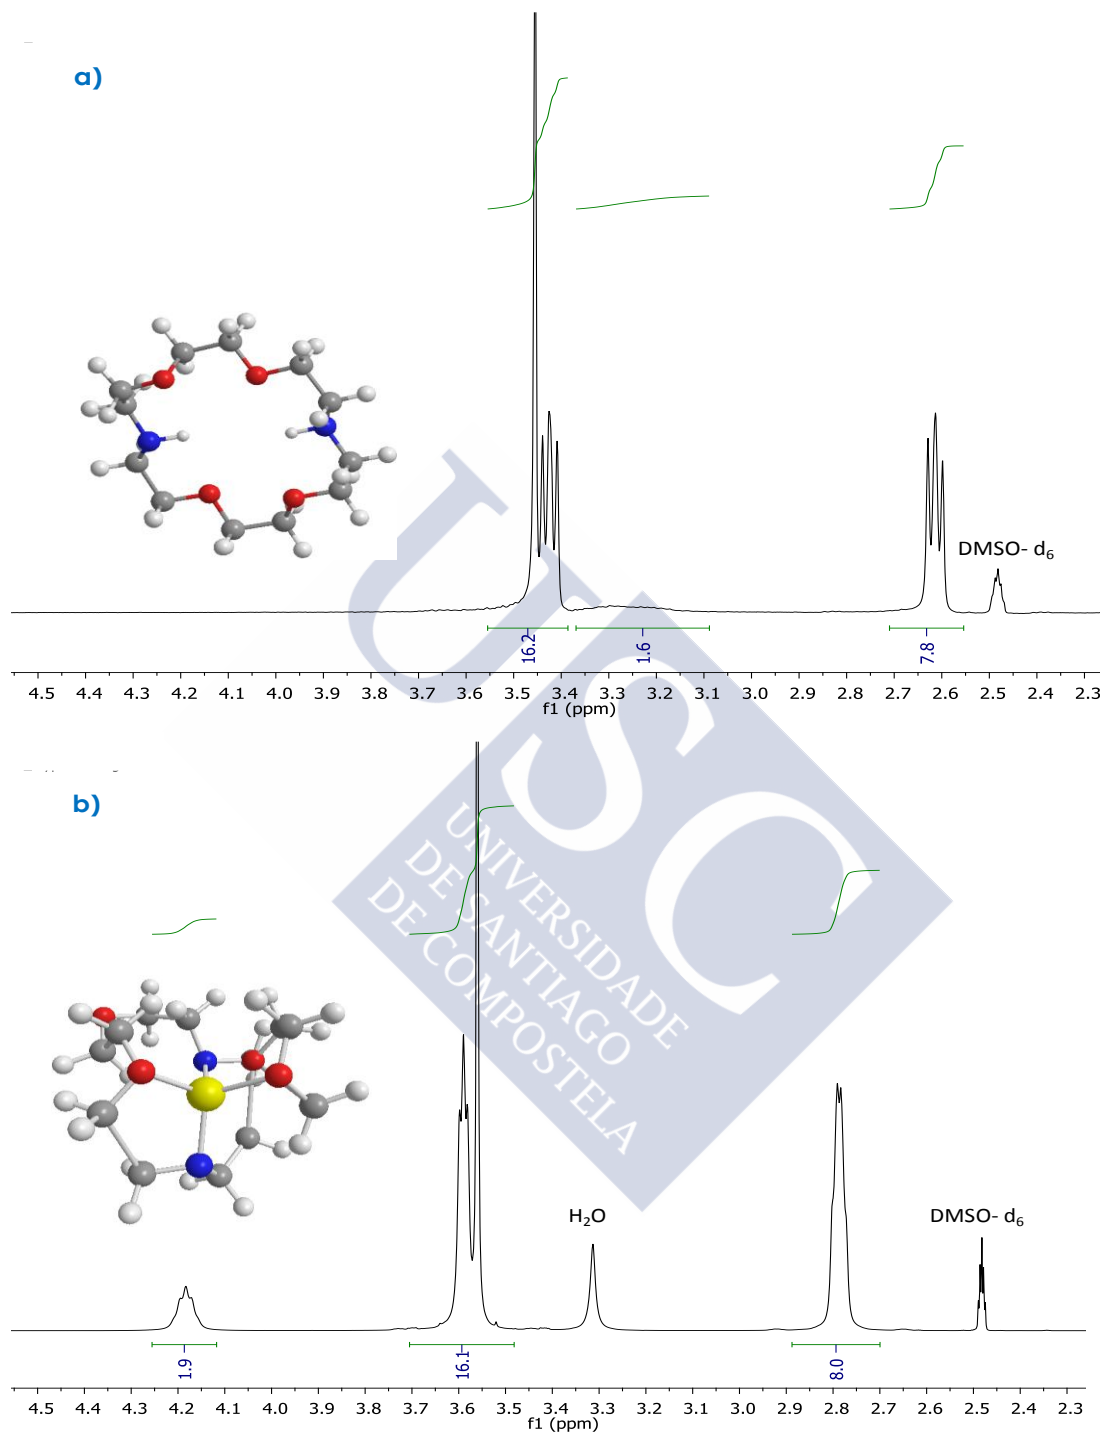 a)
DMSO- d₆
16.2
1.6
7.8
4.5 4.4 4.3 4.2 4.1 4.0 3.9 3.8 3.7 3.6 3.5 3.4 3.3 3.2 3.1 3.0 2.9 2.8 2.7 2.6 2.5 2.4 2.3
f1 (ppm)
USC
UNIVERSIDADE
DE SANTIAGO
DE COMPOSTELA
b)
H₂O
DMSO- d₆
1.9
16.1
8.0
4.5 4.4 4.3 4.2 4.1 4.0 3.9 3.8 3.7 3.6 3.5 3.4 3.3 3.2 3.1 3.0 2.9 2.8 2.7 2.6 2.5 2.4 2.3
f1 (ppm)